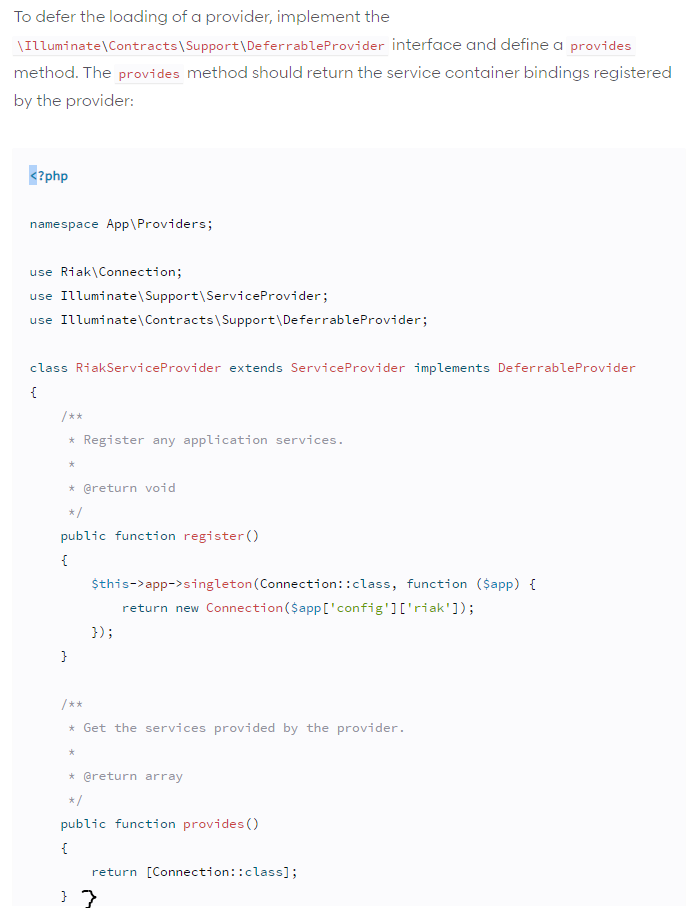 To defer the loading of a provider, implement the
\Illuminate\Contracts\Support\DeferrableProvider interface and define a provides
method. The provides method should return the service container bindings registered
by the provider:
<?php
namespace App\Providers;
use Riak\Connection;
use Illuminate\Support\ServiceProvider;
use Illuminate\Contracts\Support\DeferrableProvider;
class RiakServiceProvider extends ServiceProvider implements DeferrableProvider
{
    /**
     * Register any application services.
     *
     * @return void
     */
    public function register()
    {
        $this->app->singleton(Connection::class, function ($app) {
            return new Connection($app['config']['riak']);
        });
    }
    /**
     * Get the services provided by the provider.
     *
     * @return array
     */
    public function provides()
    {
        return [Connection::class];
    } }